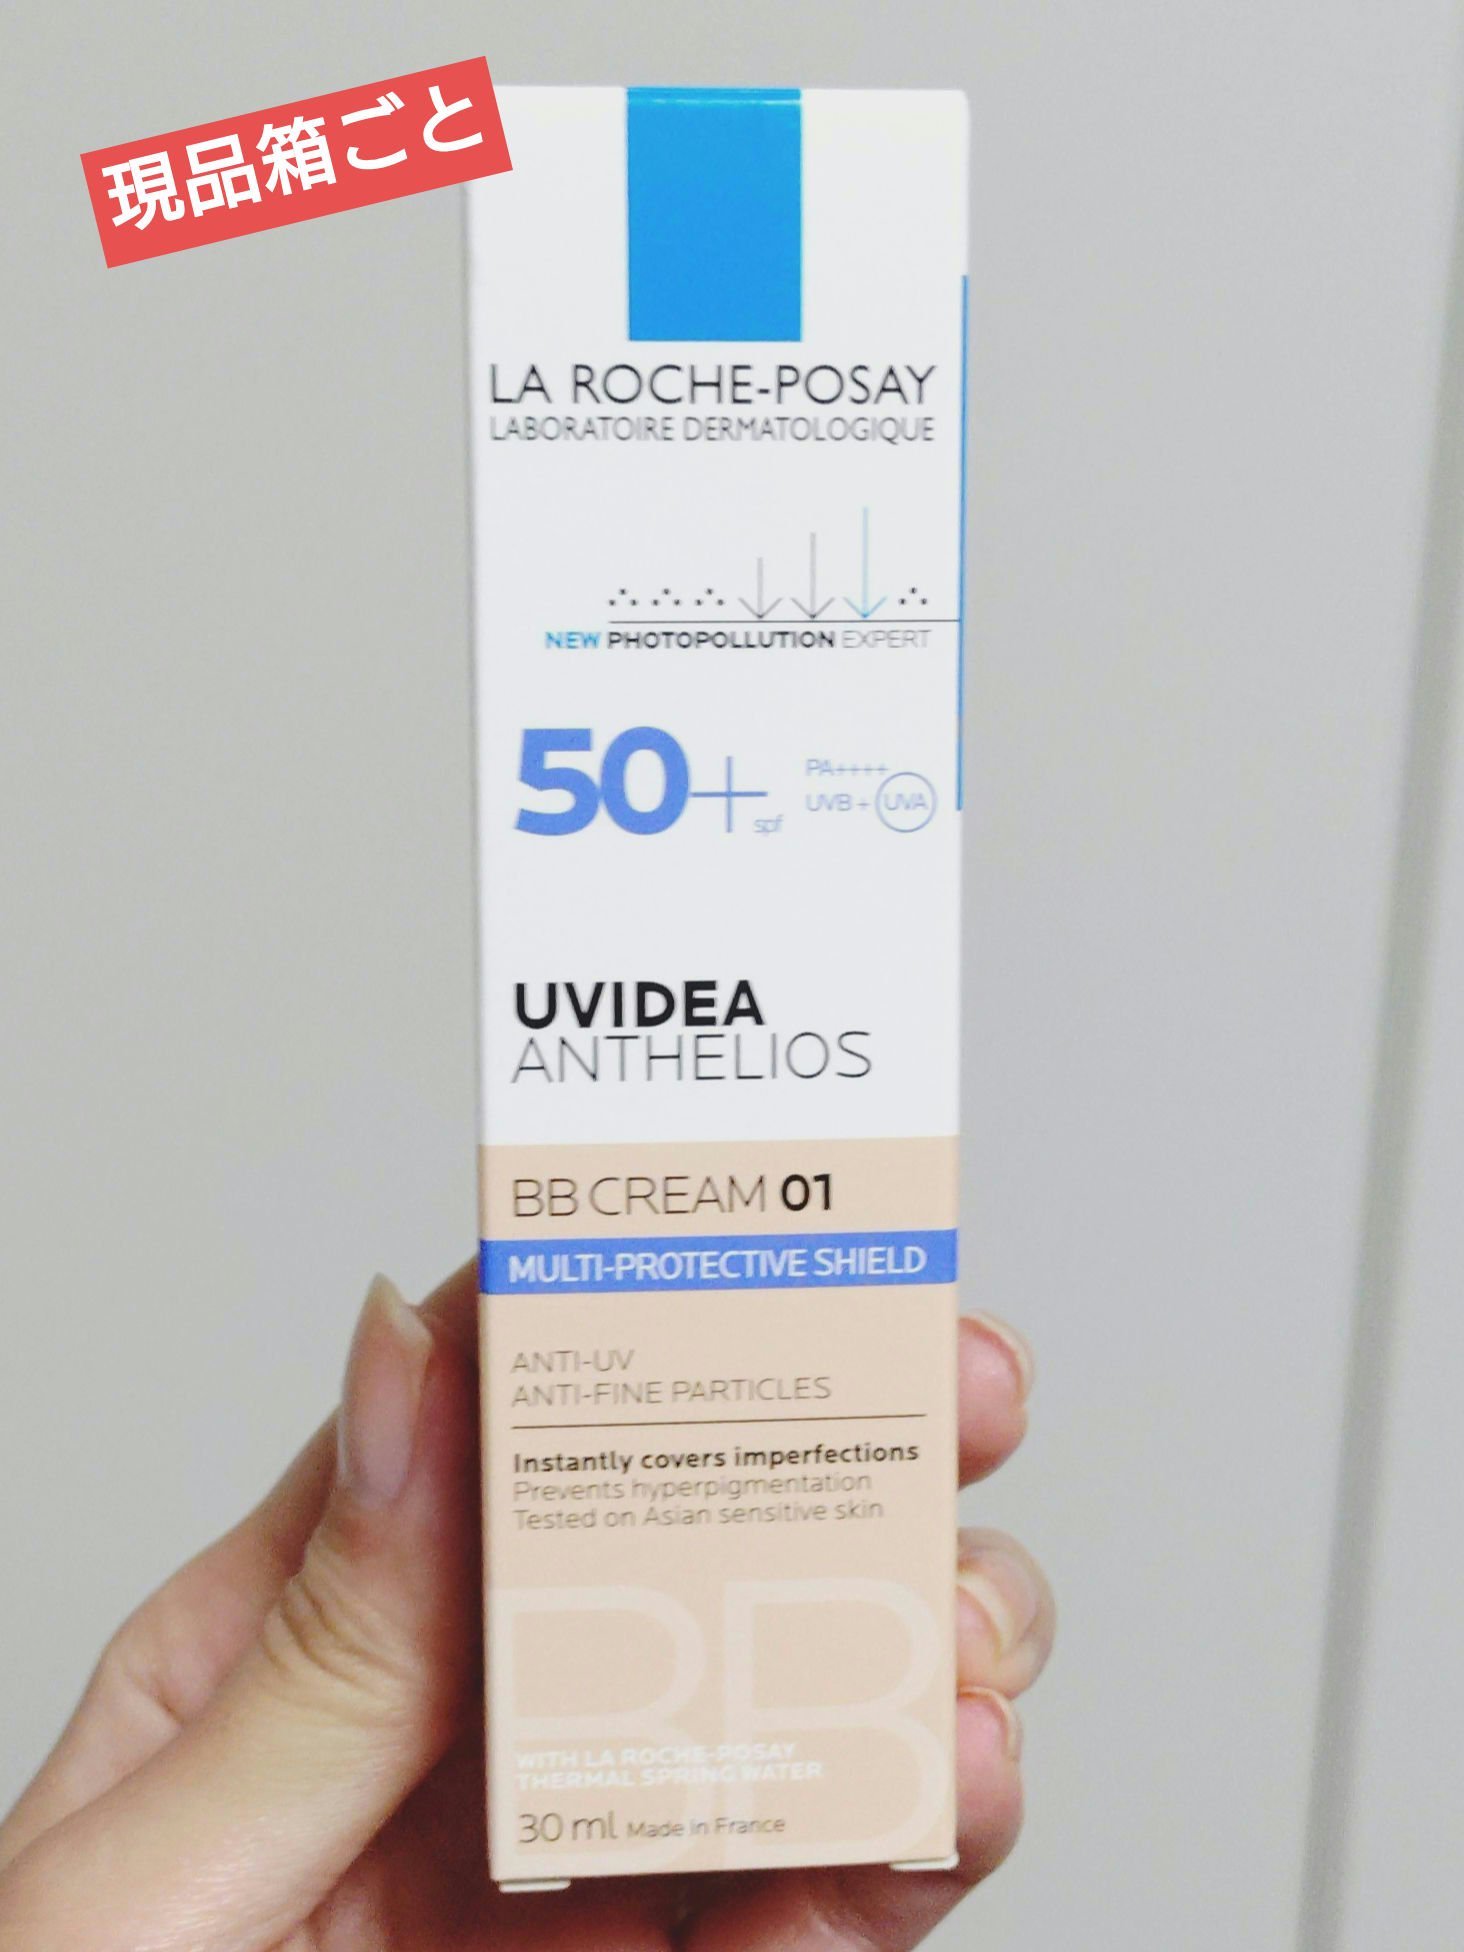 現品箱ごと
LA ROCHE-POSAY
LABORATOIRE DERMATOLOGIQUE
NEW PHOTOPOLLUTION EXPERT
50+ spf
PA++++
UVB + UVA
UVIDEA
ANTHELIOS
BB CREAM 01
MULTI-PROTECTIVE SHIELD
ANTI-UV
ANTI-FINE PARTICLES
Instantly covers imperfections
Prevents hyperpigmentation
Tested on Asian sensitive skin
BB
WITH LA ROCHE-POSAY
THERMAL SPRING WATER
30 ml Made in France